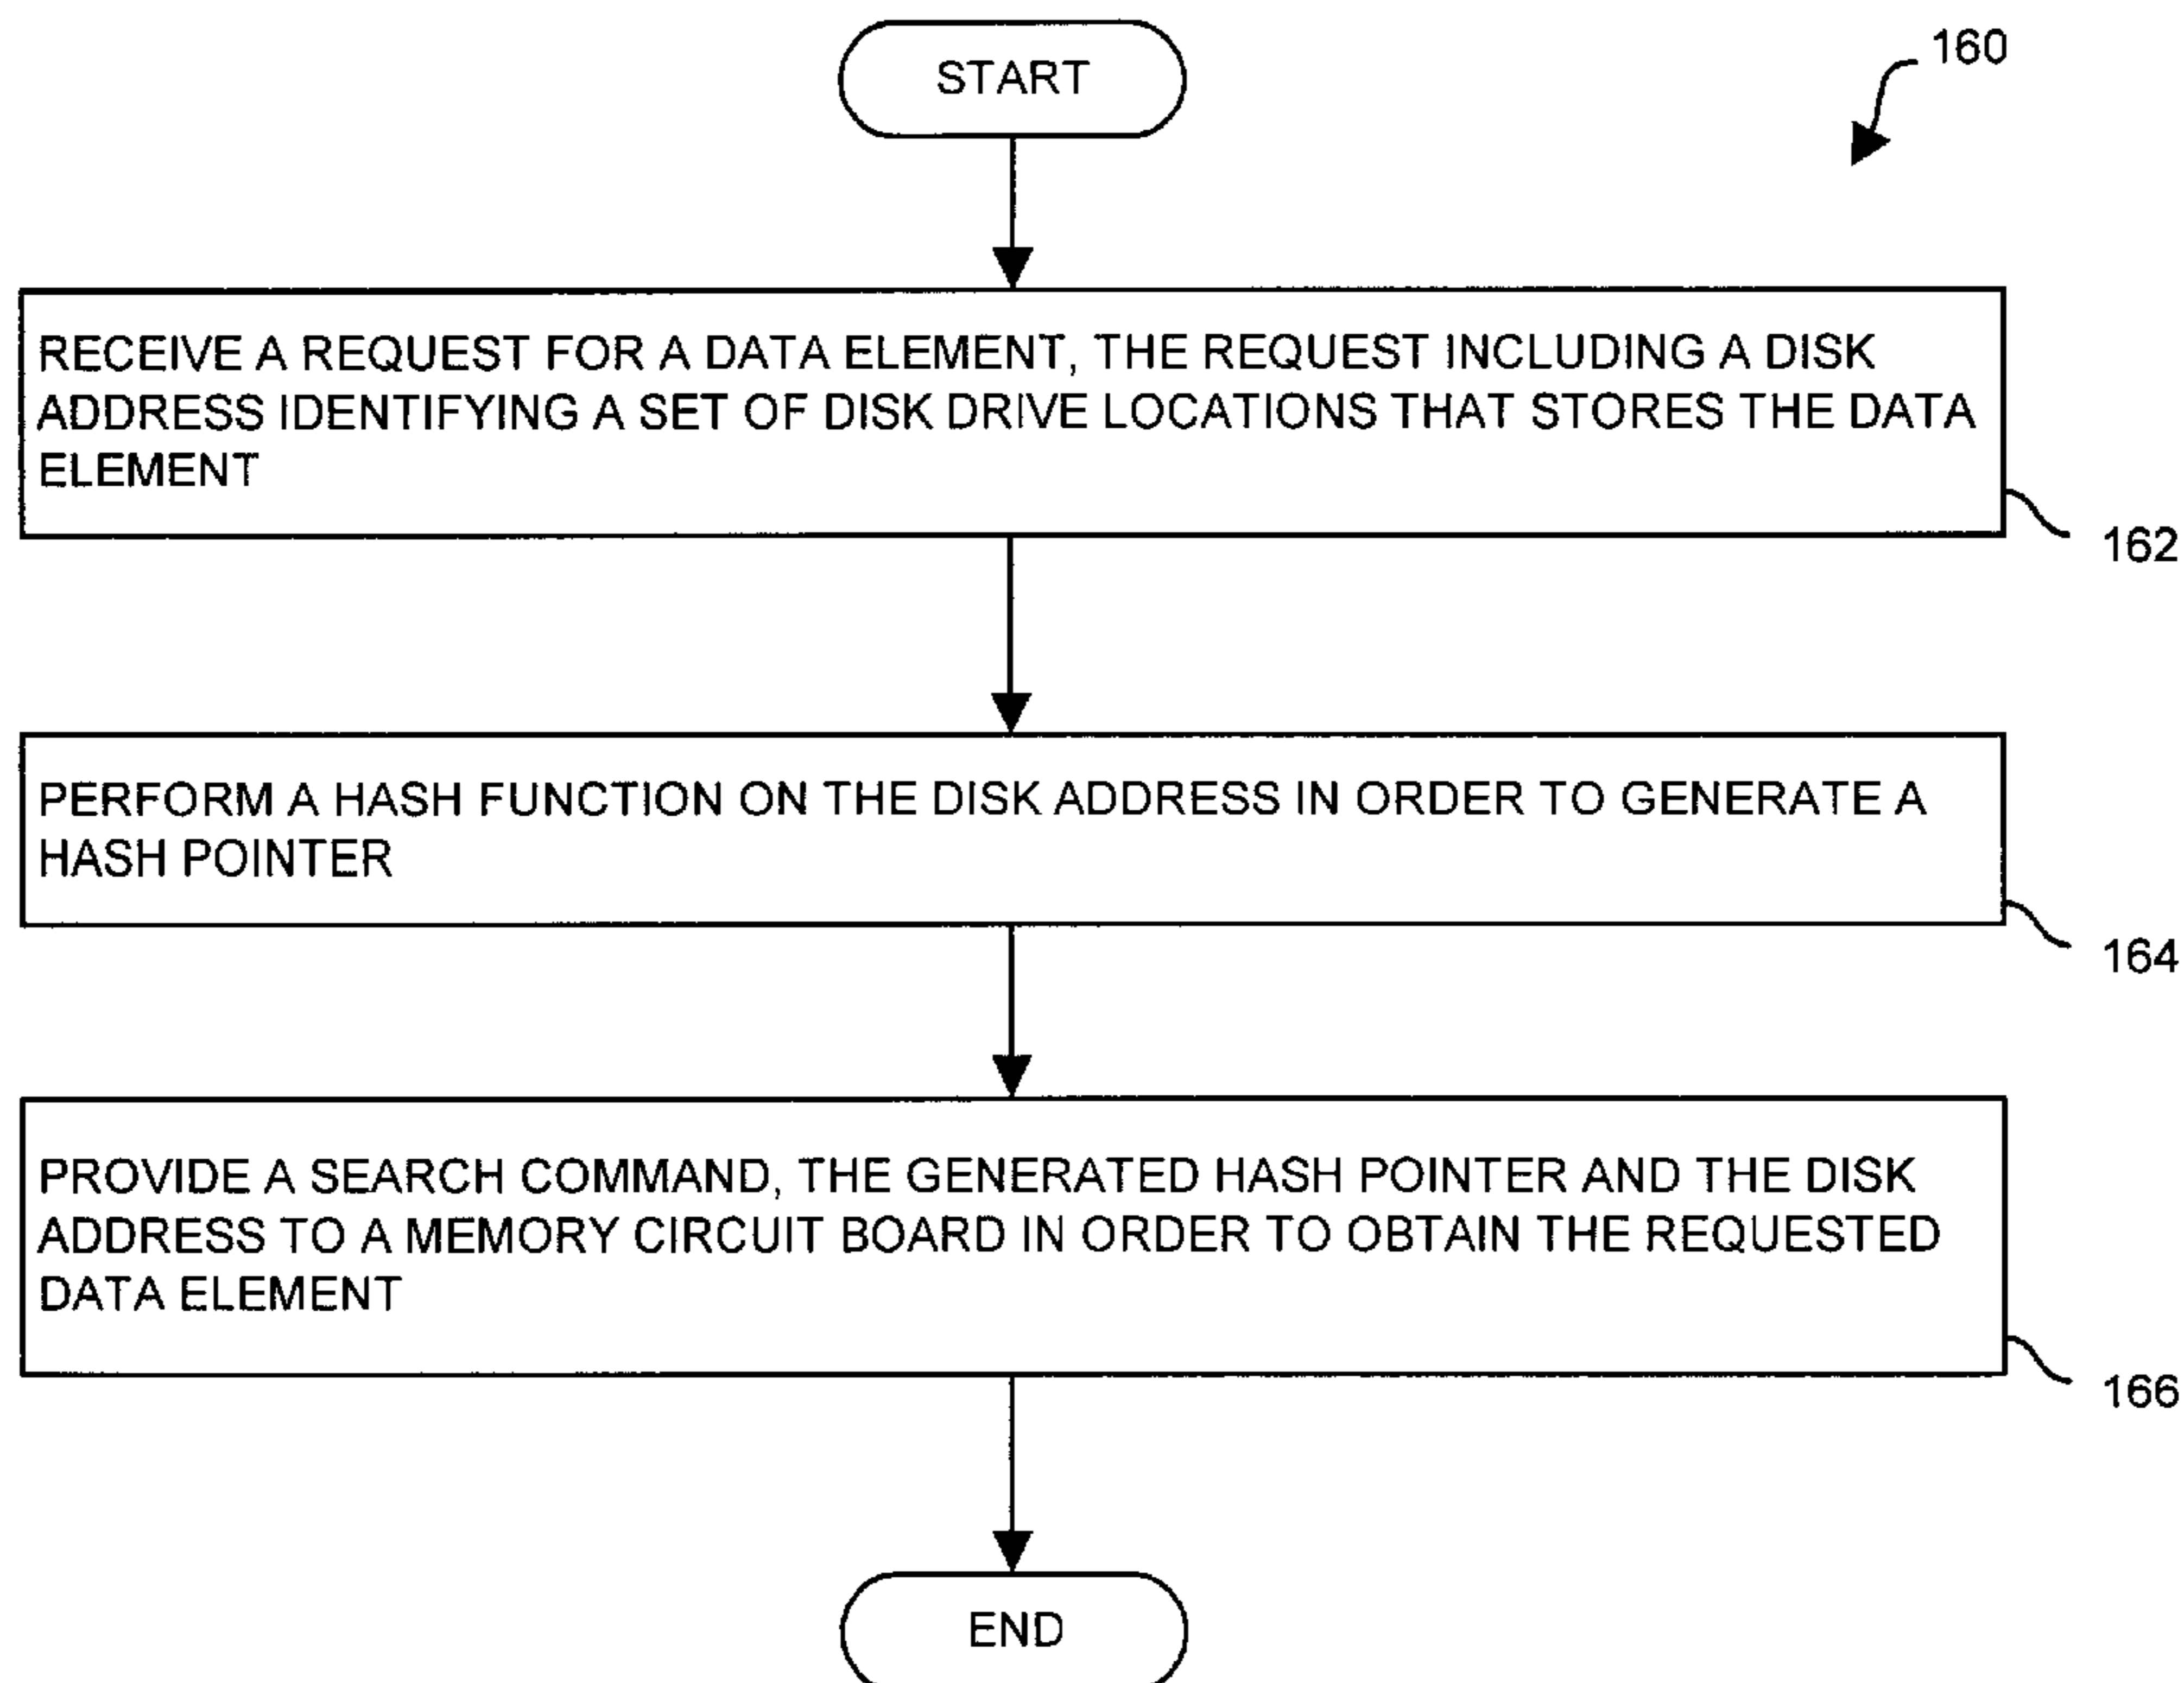 START
160
RECEIVE A REQUEST FOR A DATA ELEMENT, THE REQUEST INCLUDING A DISK
ADDRESS IDENTIFYING A SET OF DISK DRIVE LOCATIONS THAT STORES THE DATA
ELEMENT
162
PERFORM A HASH FUNCTION ON THE DISK ADDRESS IN ORDER TO GENERATE A
HASH POINTER
164
PROVIDE A SEARCH COMMAND, THE GENERATED HASH POINTER AND THE DISK
ADDRESS TO A MEMORY CIRCUIT BOARD IN ORDER TO OBTAIN THE REQUESTED
DATA ELEMENT
166
END